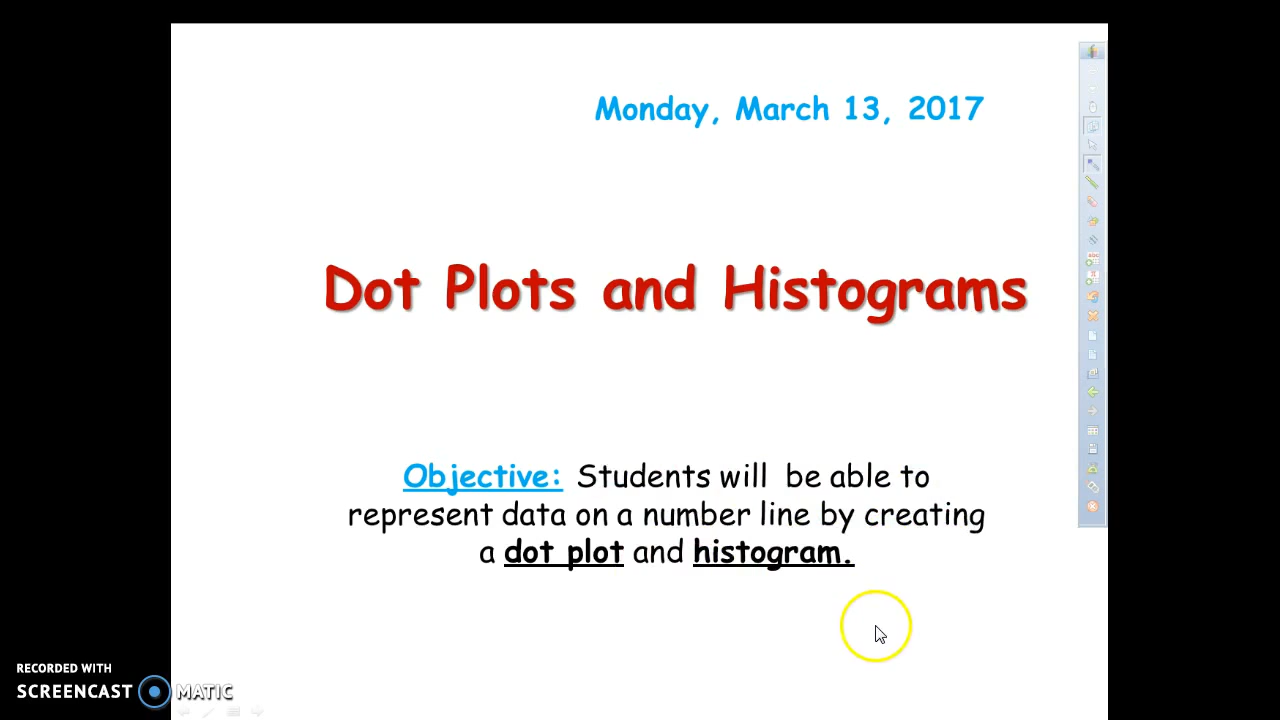 Monday, March 13, 2017
Dot Plots and Histograms
Objective: Students will be able to
represent data on a number line by creating
a dot plot and histogram.
RECORDED WITH
SCREENCAST MATIC